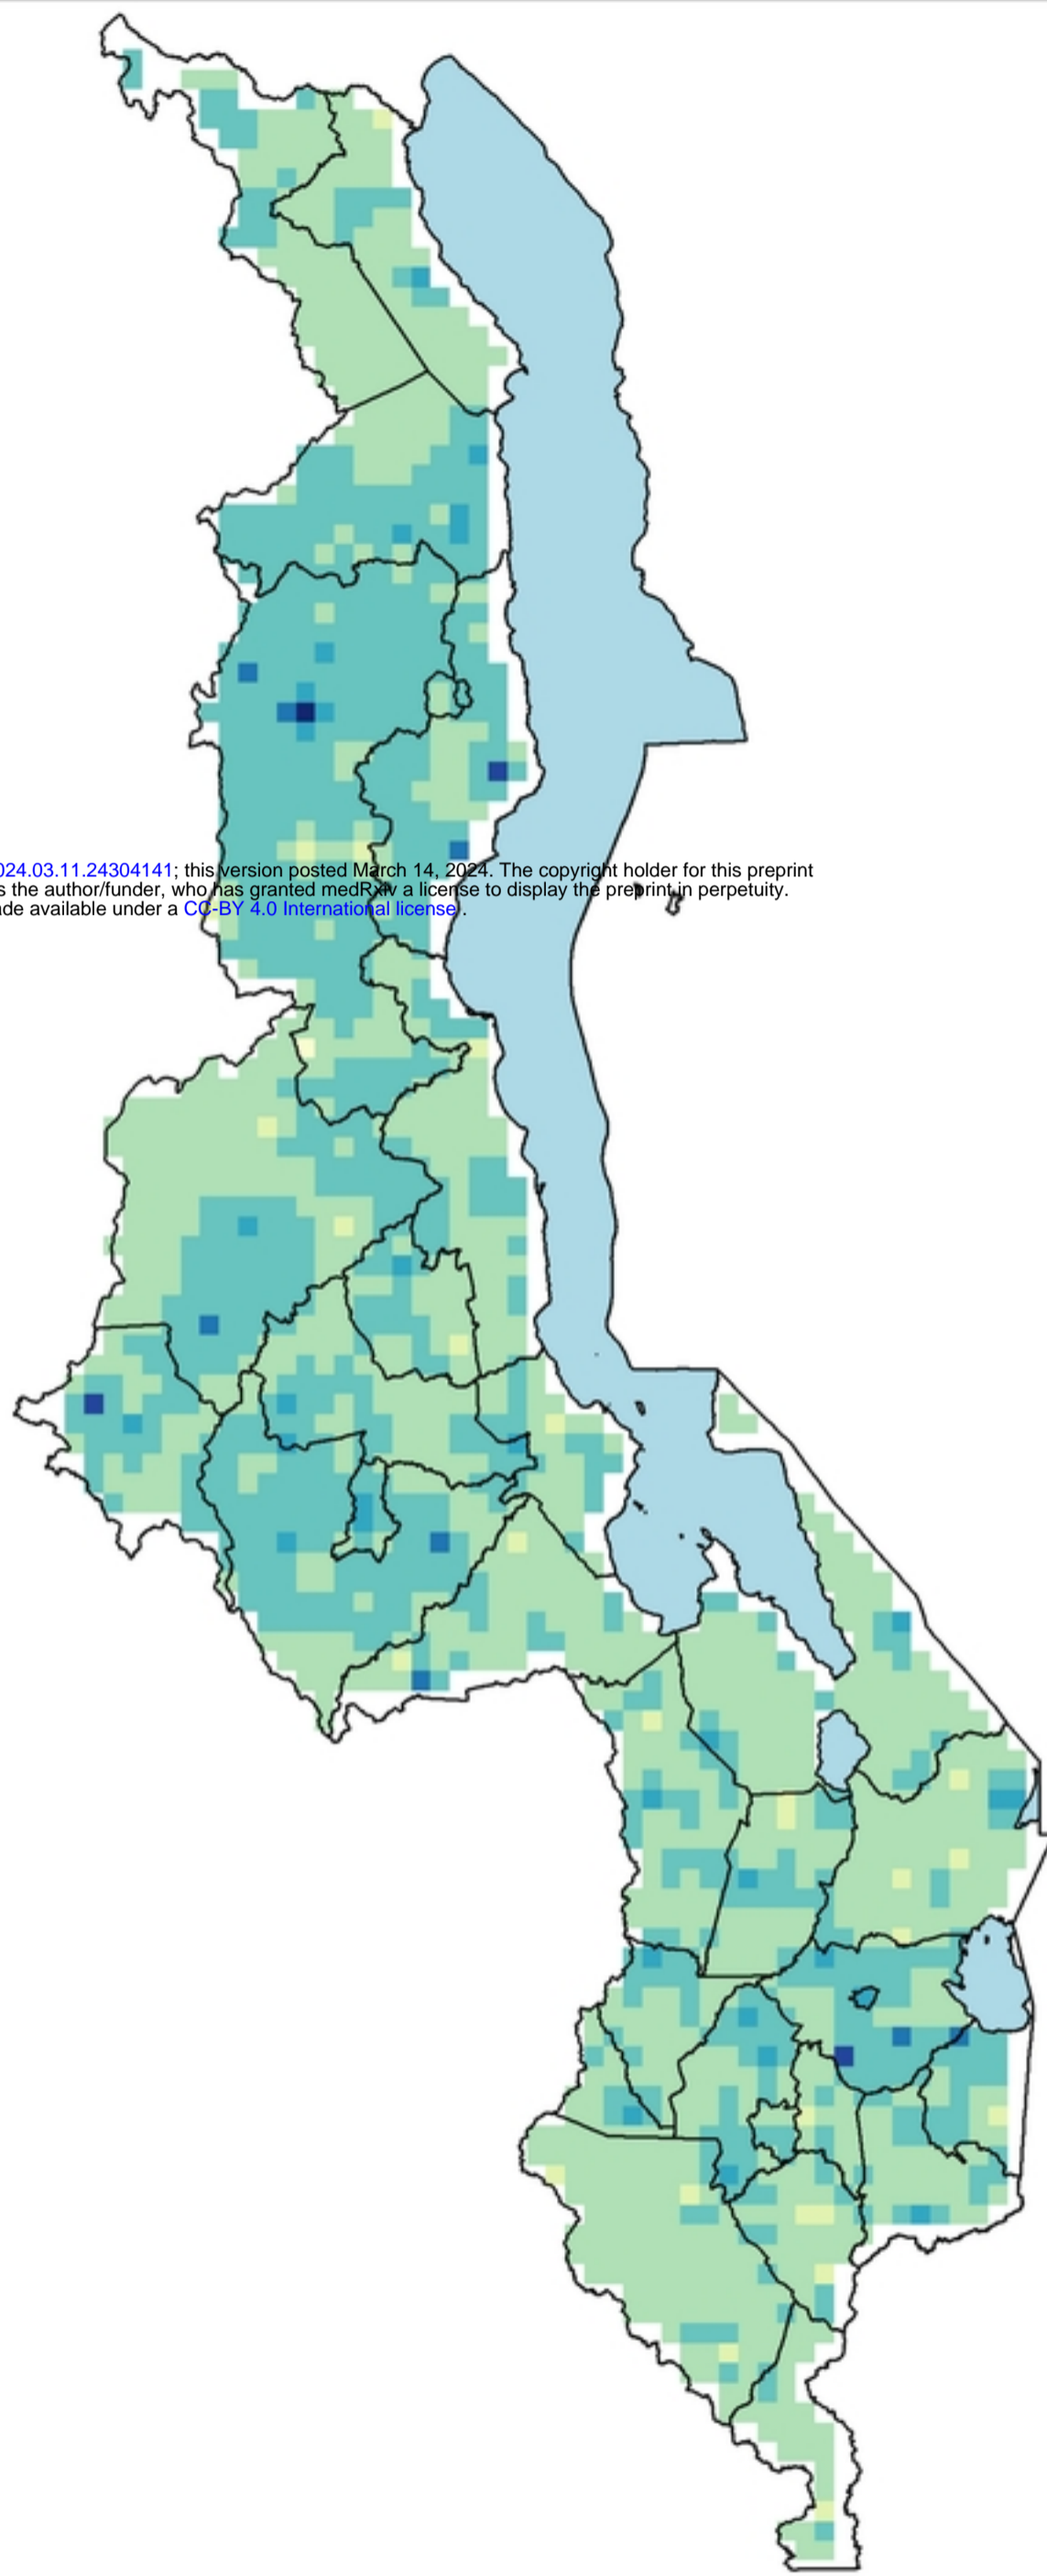 024.03.11.24304141; this version posted March 14, 2024. The copyright holder for this preprint
s the author/funder, who has granted medRxiv a license to display the preprint in perpetuity.
de available under a CC-BY 4.0 International license .